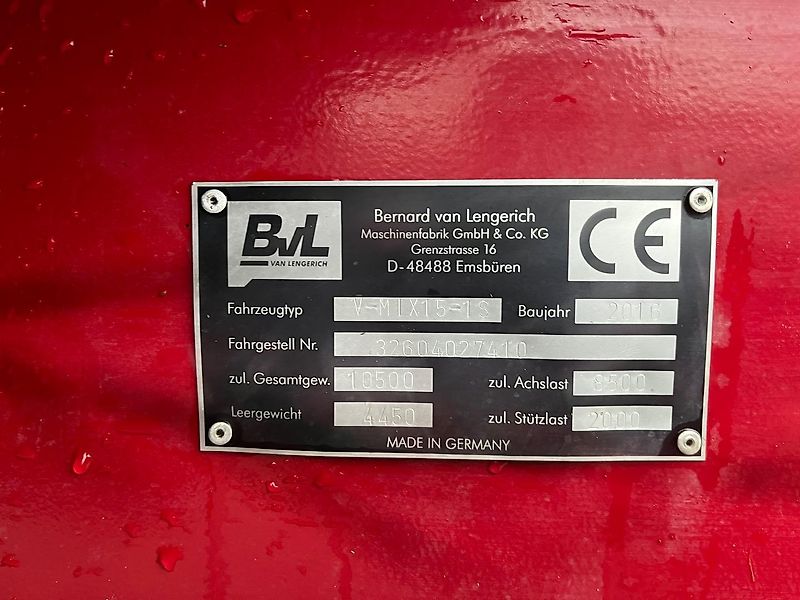 BvL
VAN LENGERICH
Bernard van Lengerich
Maschinenfabrik GmbH & Co. KG
Grenzstrasse 16
D-48488 Emsbüren
CE
Fahrzeugtyp V-MIX15-1S Baujahr 2016
Fahrgestell Nr. 32604027410
zul. Gesamtgew. 10500 zul. Achslast 8500
Leergewicht 4450 zul. Stützlast 2000
MADE IN GERMANY